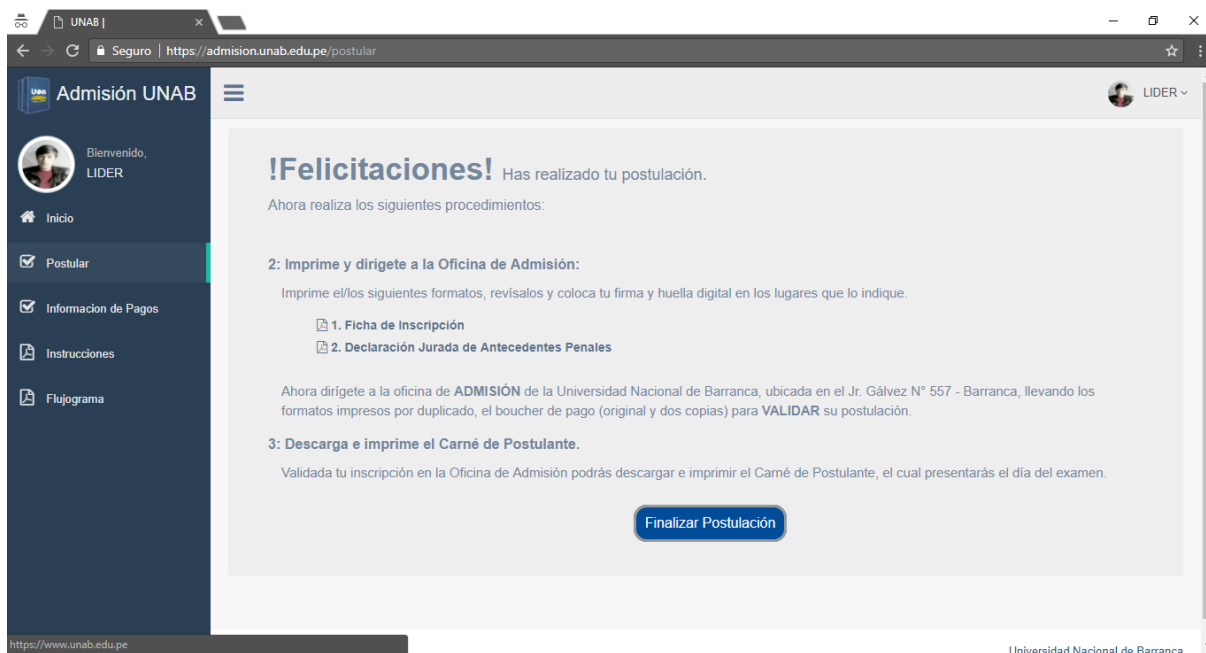 UNAB |
Seguro | https://admision.unab.edu.pe/postular
Admisión UNAB
LIDER
Bienvenido,
LIDER
Inicio
Postular
Informacion de Pagos
Instrucciones
Flujograma
!Felicitaciones! Has realizado tu postulación.
Ahora realiza los siguientes procedimientos:
2: Imprime y dirigete a la Oficina de Admisión:
Imprime el/los siguientes formatos, revísalos y coloca tu firma y huella digital en los lugares que lo indique.
1. Ficha de Inscripción
2. Declaración Jurada de Antecedentes Penales
Ahora dirígete a la oficina de ADMISIÓN de la Universidad Nacional de Barranca, ubicada en el Jr. Gálvez N° 557 - Barranca, llevando los
formatos impresos por duplicado, el boucher de pago (original y dos copias) para VALIDAR su postulación.
3: Descarga e imprime el Carné de Postulante.
Validada tu inscripción en la Oficina de Admisión podrás descargar e imprimir el Carné de Postulante, el cual presentarás el día del examen.
Finalizar Postulación
https://www.unab.edu.pe
Universidad Nacional de Barranca